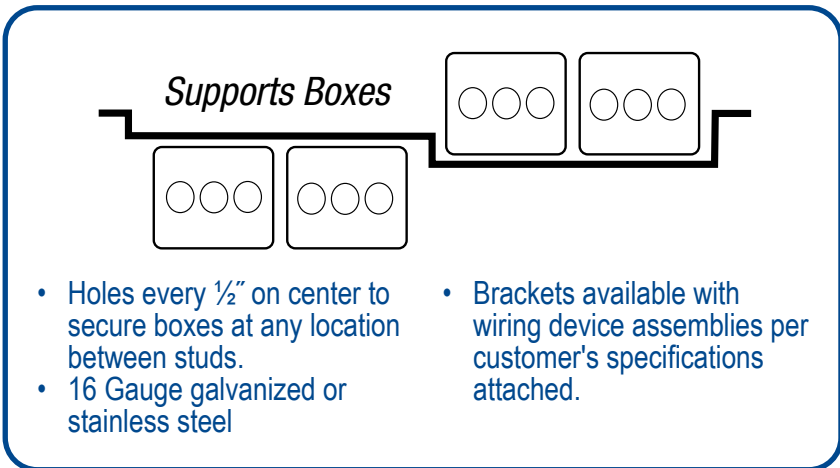 Supports Boxes
• Holes every ½˝ on center to
secure boxes at any location
between studs.
• 16 Gauge galvanized or
stainless steel
• Brackets available with
wiring device assemblies per
customer's specifications
attached.